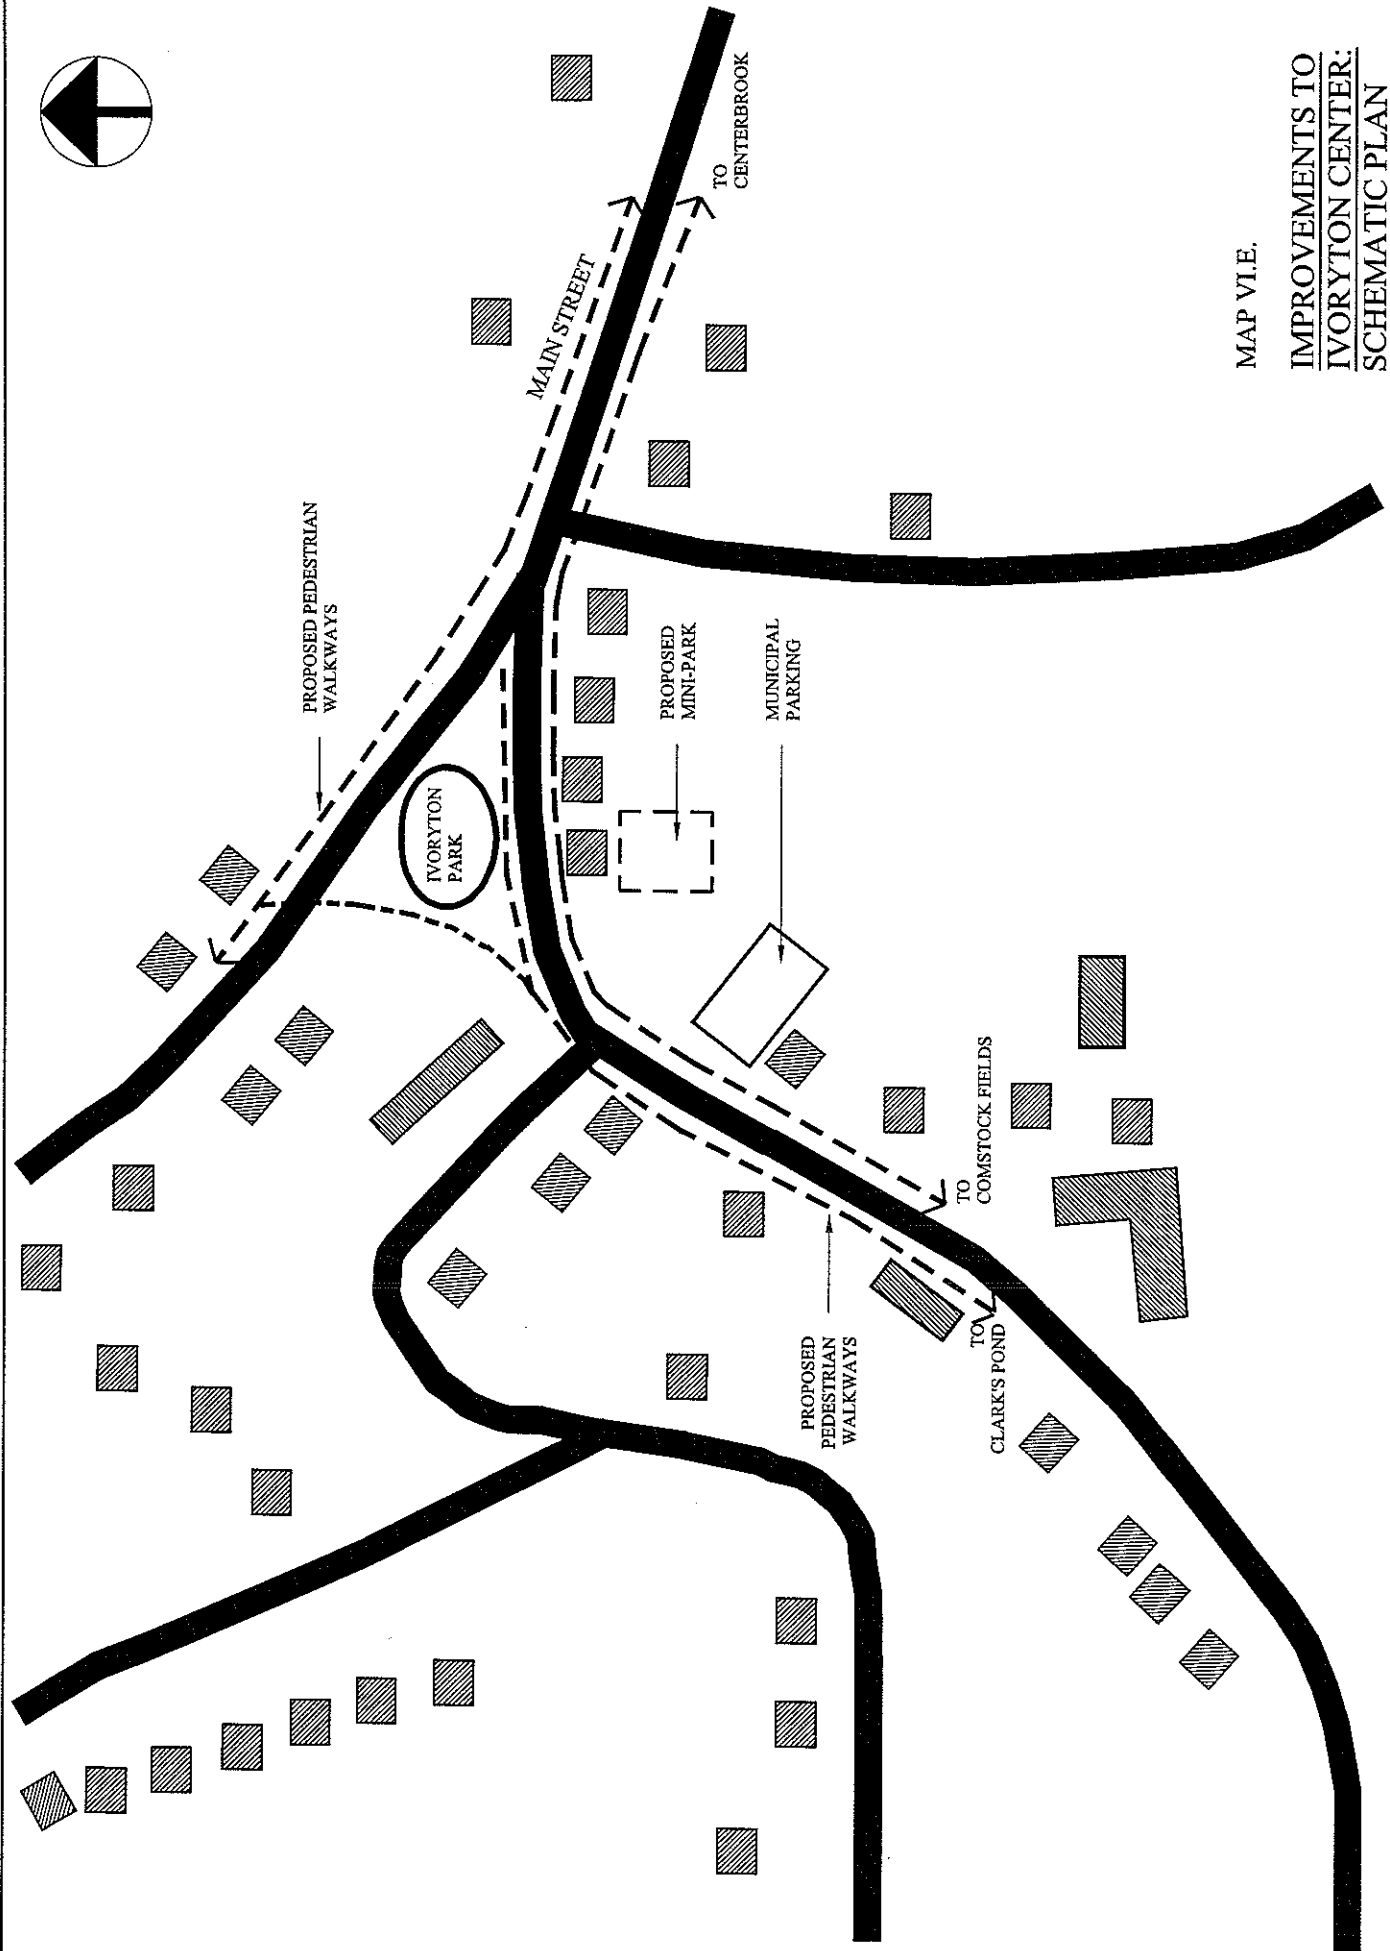 PROPOSED PEDESTRIAN
WALKWAYS
MAIN STREET
TO
CENTERBROOK
IVORYTON
PARK
PROPOSED
MINI-PARK
MUNICIPAL
PARKING
TO
COMSTOCK FIELDS
PROPOSED
PEDESTRIAN
WALKWAYS
TO
CLARK'S POND
MAP VI.E.
IMPROVEMENTS TO
IVORYTON CENTER:
SCHEMATIC PLAN